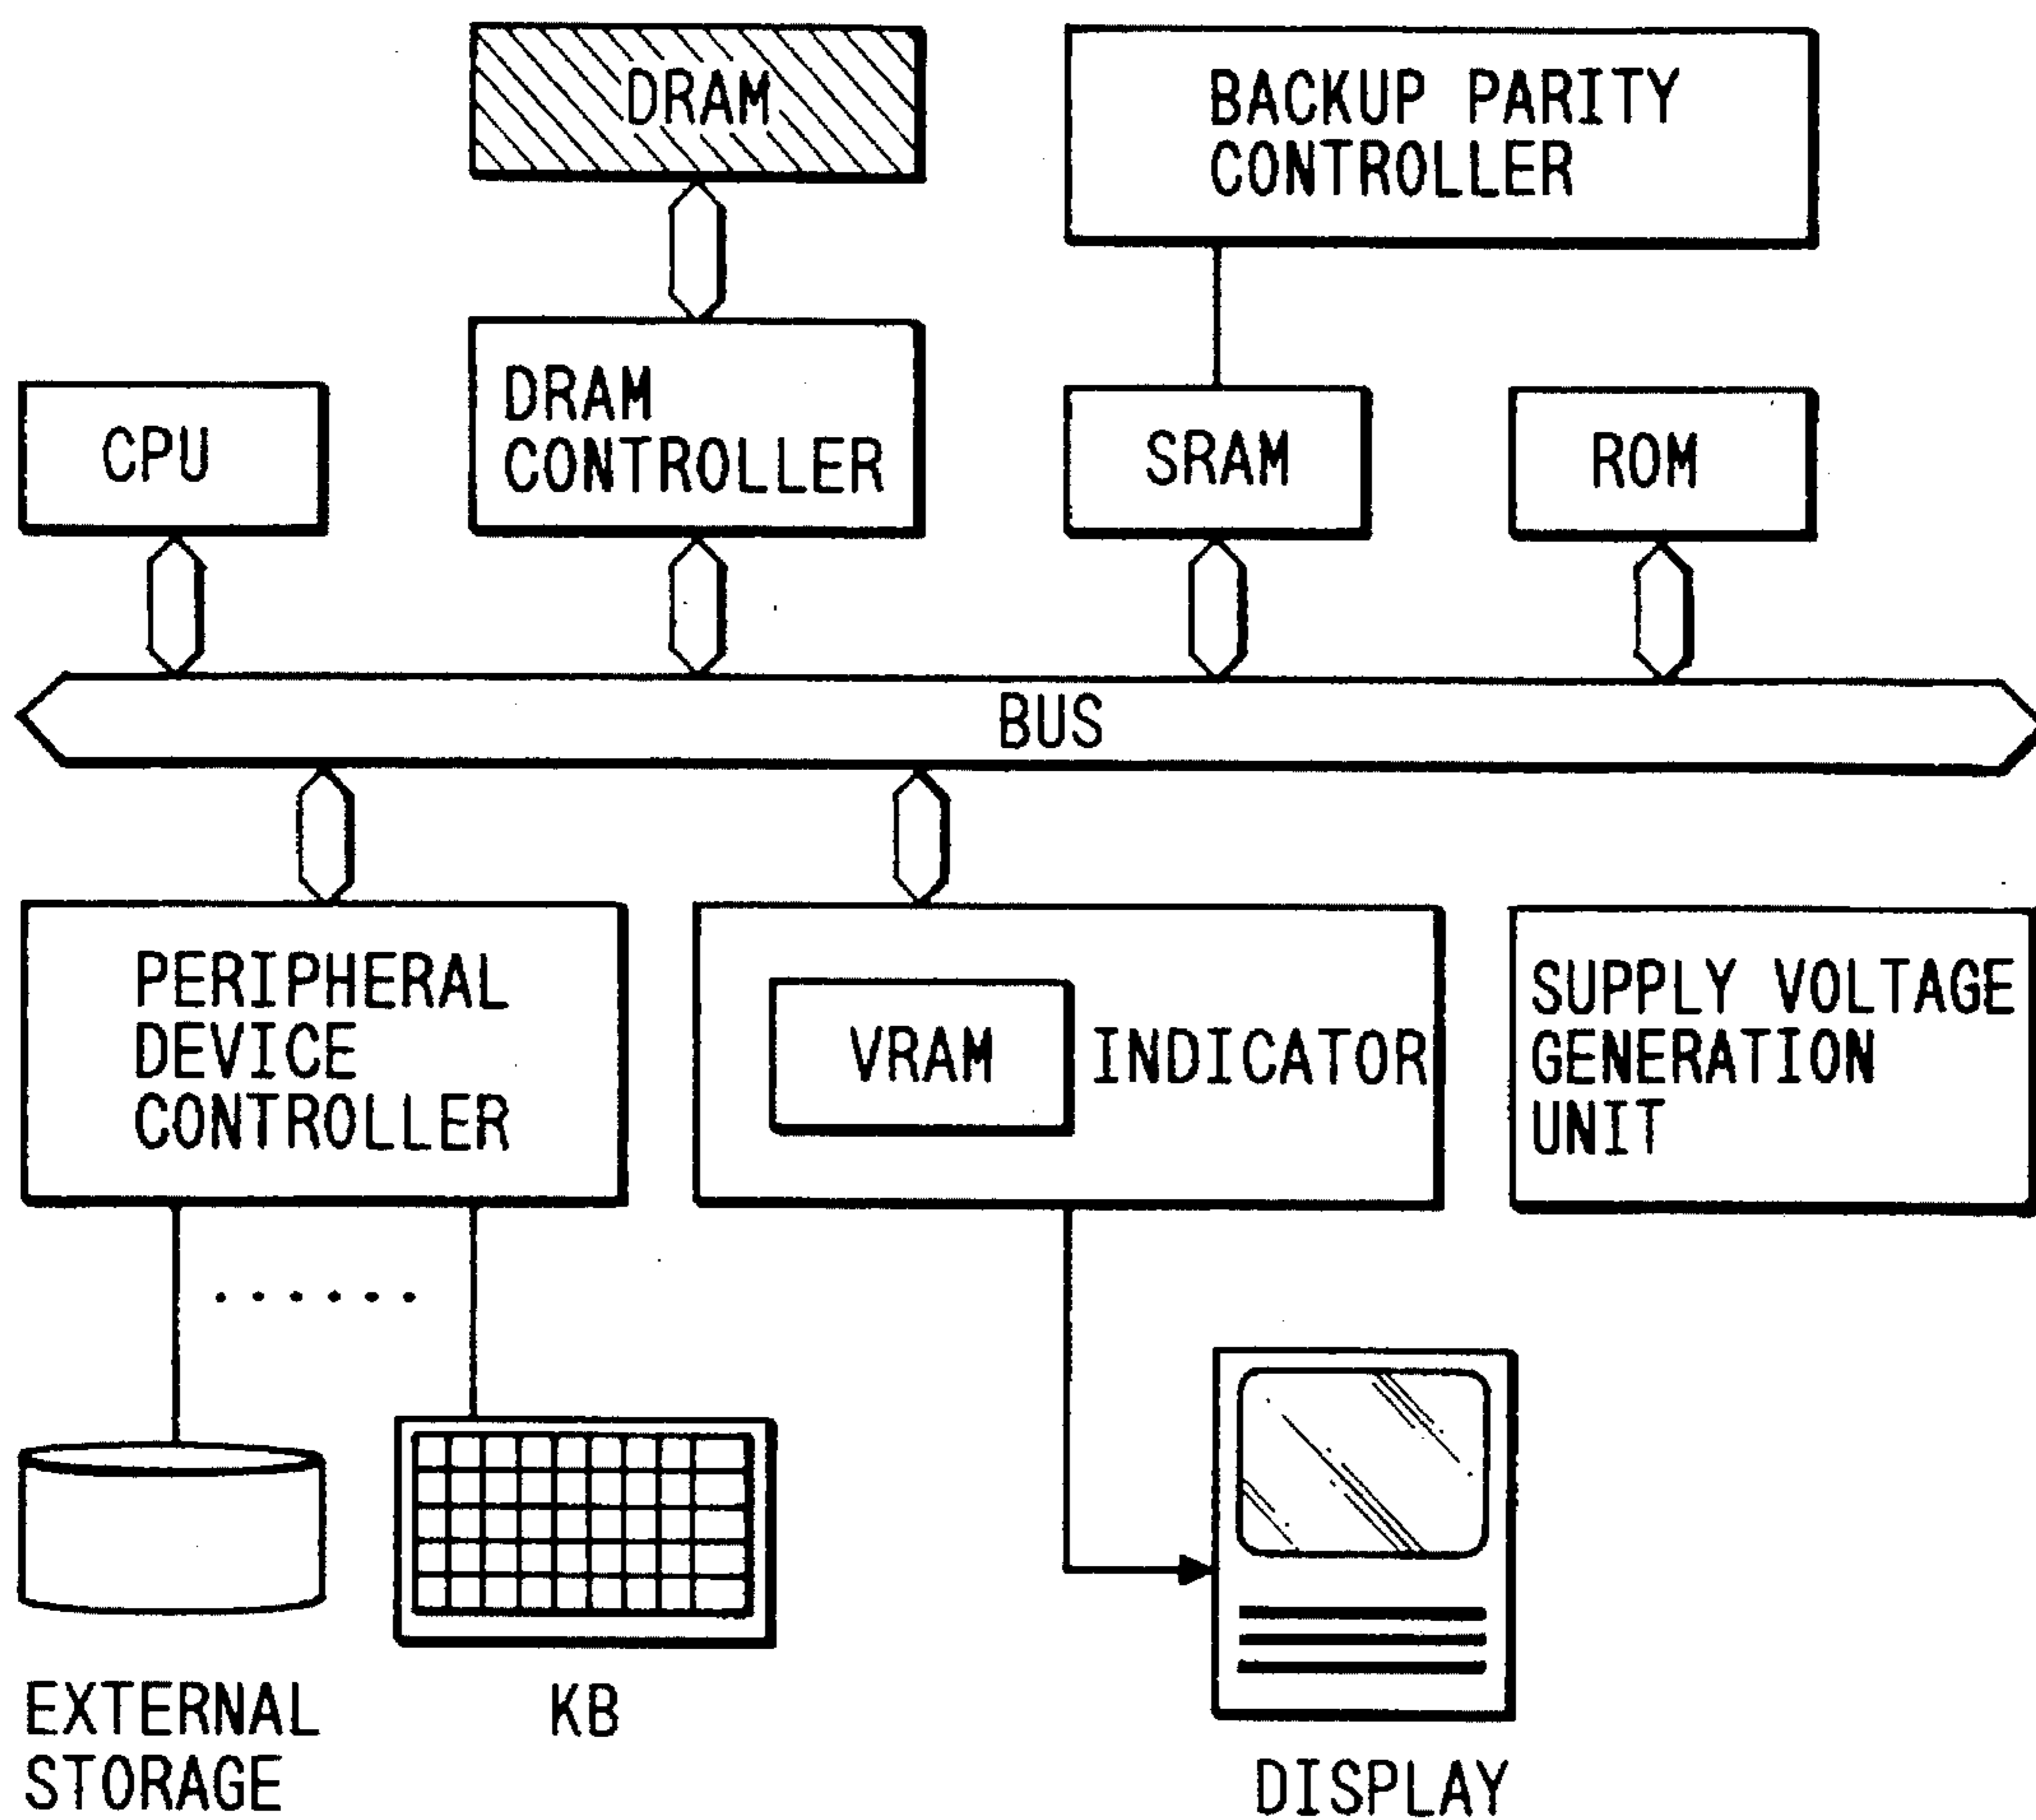 DRAM
BACKUP PARITY
CONTROLLER
CPU
DRAM
CONTROLLER
SRAM
ROM
BUS
PERIPHERAL
DEVICE
CONTROLLER
VRAM
INDICATOR
SUPPLY VOLTAGE
GENERATION
UNIT
EXTERNAL
STORAGE
KB
DISPLAY